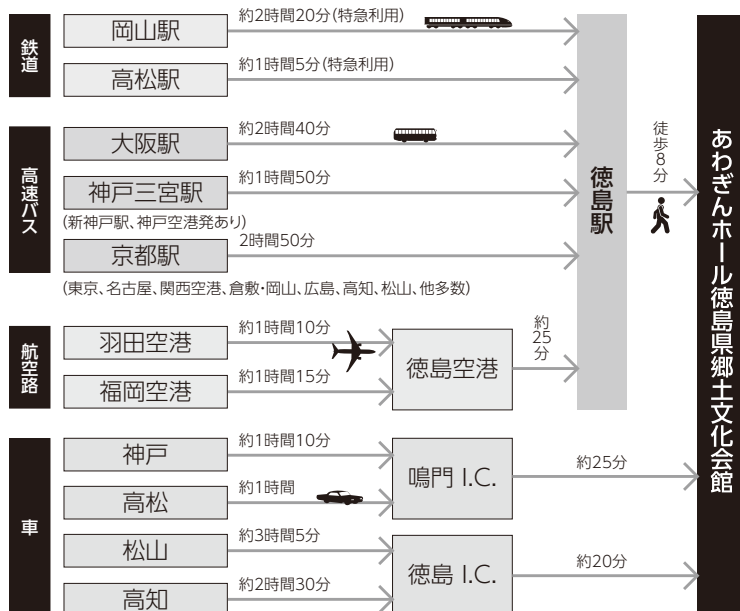 鉄道
岡山駅
約2時間20分(特急利用)
高松駅
約1時間5分(特急利用)
高速バス
大阪駅
約2時間40分
神戸三宮駅
約1時間50分
(新神戸駅、神戸空港発あり)
京都駅
2時間50分
(東京、名古屋、関西空港、倉敷・岡山、広島、高知、松山、他多数)
徳島駅
徒歩8分
あわぎんホール徳島県郷土文化会館
航空路
羽田空港
約1時間10分
福岡空港
約1時間15分
徳島空港
約25分
車
神戸
約1時間10分
高松
約1時間
鳴門 I.C.
約25分
松山
約3時間5分
高知
約2時間30分
徳島 I.C.
約20分